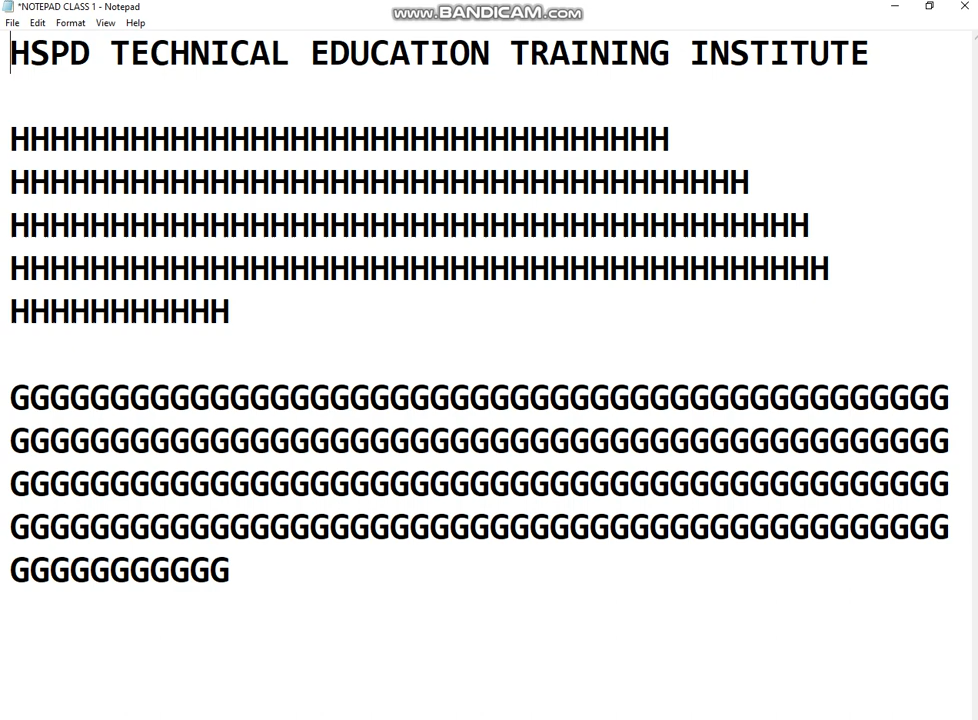 *NOTEPAD CLASS 1 - Notepad
www.BANDICAM.com
File Edit Format View Help
HSPD TECHNICAL EDUCATION TRAINING INSTITUTE
HHHHHHHHHHHHHHHHHHHHHHHHHHHHHHHHH
HHHHHHHHHHHHHHHHHHHHHHHHHHHHHHHHHHHHH
HHHHHHHHHHHHHHHHHHHHHHHHHHHHHHHHHHHHHHHH
HHHHHHHHHHHHHHHHHHHHHHHHHHHHHHHHHHHHHHHHH
HHHHHHHHHHH
GGGGGGGGGGGGGGGGGGGGGGGGGGGGGGGGGGGGGGGGGGGGGGG
GGGGGGGGGGGGGGGGGGGGGGGGGGGGGGGGGGGGGGGGGGGGGGG
GGGGGGGGGGGGGGGGGGGGGGGGGGGGGGGGGGGGGGGGGGGGGGG
GGGGGGGGGGGGGGGGGGGGGGGGGGGGGGGGGGGGGGGGGGGGGGG
GGGGGGGGGGG